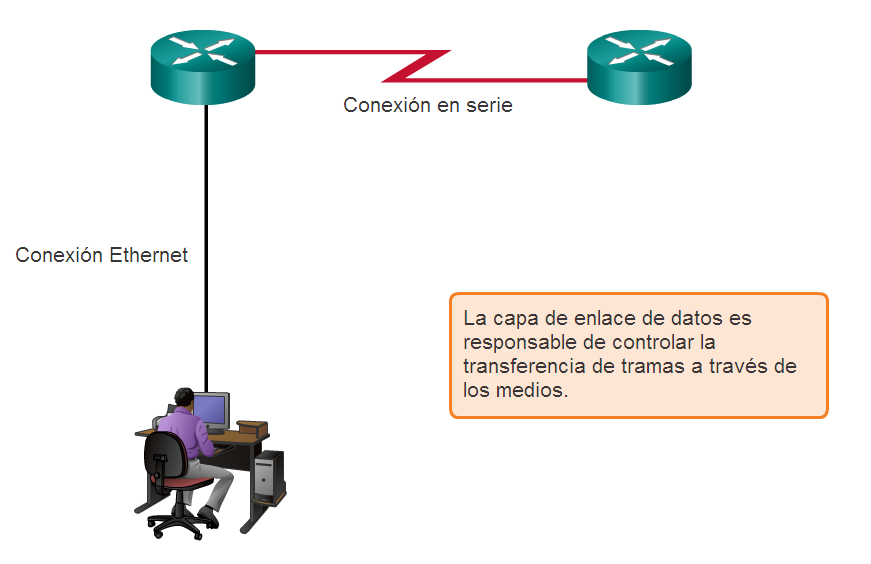 Conexión en serie
Conexión Ethernet
La capa de enlace de datos es
responsable de controlar la
transferencia de tramas a través de
los medios.